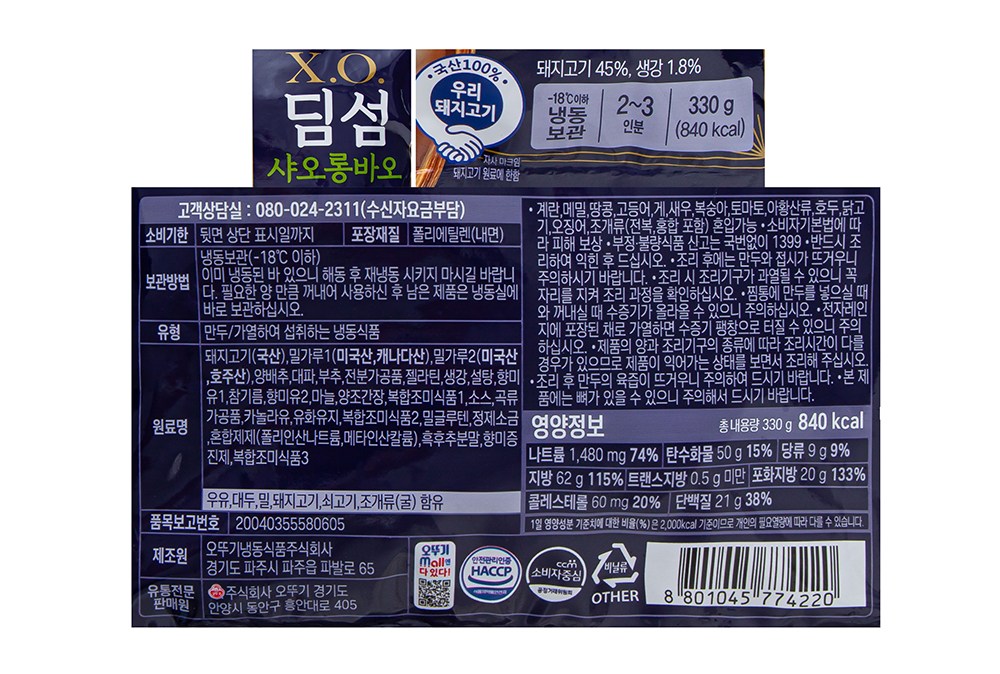 X.O.
딤섬
샤오롱바오
국산100%
우리
돼지고기
자사 마크임
돼지고기 원료에 한함
돼지고기 45%, 생강 1.8%
-18℃이하
냉동
보관
2~3
인분
330 g
(840 kcal)
고객상담실 : 080-024-2311(수신자요금부담)
소비기한 뒷면 상단 표시일까지 포장재질 폴리에틸렌(내면)
보관방법
냉동보관(-18℃ 이하)
이미 냉동된 바 있으니 해동 후 재냉동 시키지 마시길 바랍니
다. 필요한 양 만큼 꺼내어 사용하신 후 남은 제품은 냉동실에
바로 보관하십시오.
유형 만두/가열하여 섭취하는 냉동식품
원료명
돼지고기(국산),밀가루1(미국산,캐나다산),밀가루2(미국산
,호주산),양배추,대파,부추,전분가공품,젤라틴,생강,설탕,향미
유1,참기름,향미유2,마늘,양조간장,복합조미식품1,소스,곡류
가공품,카놀라유,유화유지,복합조미식품2,밀글루텐,정제소금
,혼합제제(폴리인산나트륨,메타인산칼륨),흑후추분말,향미증
진제,복합조미식품3
우유,대두,밀,돼지고기,쇠고기,조개류(굴) 함유
품목보고번호 20040355580605
제조원
오뚜기냉동식품주식회사
경기도 파주시 파주읍 파발로 65
유통전문
판매원
주식회사 오뚜기 경기도
안양시 동안구 흥안대로 405
• 계란,메밀,땅콩,고등어,게,새우,복숭아,토마토,아황산류,호두,닭고
기,오징어,조개류(전복,홍합 포함) 혼입가능 • 소비자기본법에 따
라 피해 보상 • 부정·불량식품 신고는 국번없이 1399 • 반드시 조
리하여 익힌 후 드십시오. • 조리 후에는 만두와 접시가 뜨거우니
주의하시기 바랍니다. • 조리 시 조리기구가 과열될 수 있으니 꼭
자리를 지켜 조리 과정을 확인하십시오. • 찜통에 만두를 넣으실 때
와 꺼내실 때 수증기가 올라올 수 있으니 주의하십시오. • 전자레인
지에 포장된 채로 가열하면 수증기 팽창으로 터질 수 있으니 주의
하십시오. • 제품의 양과 조리기구의 종류에 따라 조리시간이 다를
경우가 있으므로 제품이 익어가는 상태를 보면서 조리해 주십시오.
• 조리 후 만두의 육즙이 뜨거우니 주의하여 드시기 바랍니다. • 본 제
품에는 뼈가 있을 수 있으니 주의해서 드시기 바랍니다.
영양정보 총 내용량 330 g 840 kcal
나트륨 1,480 mg 74% 탄수화물 50 g 15% 당류 9 g 9%
지방 62 g 115% 트랜스지방 0.5 g 미만 포화지방 20 g 133%
콜레스테롤 60 mg 20% 단백질 21 g 38%
1일 영양성분 기준치에 대한 비율(%)은 2,000kcal 기준이므로 개인의 필요열량에 따라 다를 수 있습니다.
오뚜기
mall엔
다 있다!
안전관리인증
HACCP
식품의약품안전처
ccm
소비자중심
공정거래위원회
비닐류
OTHER
8 801045 774220